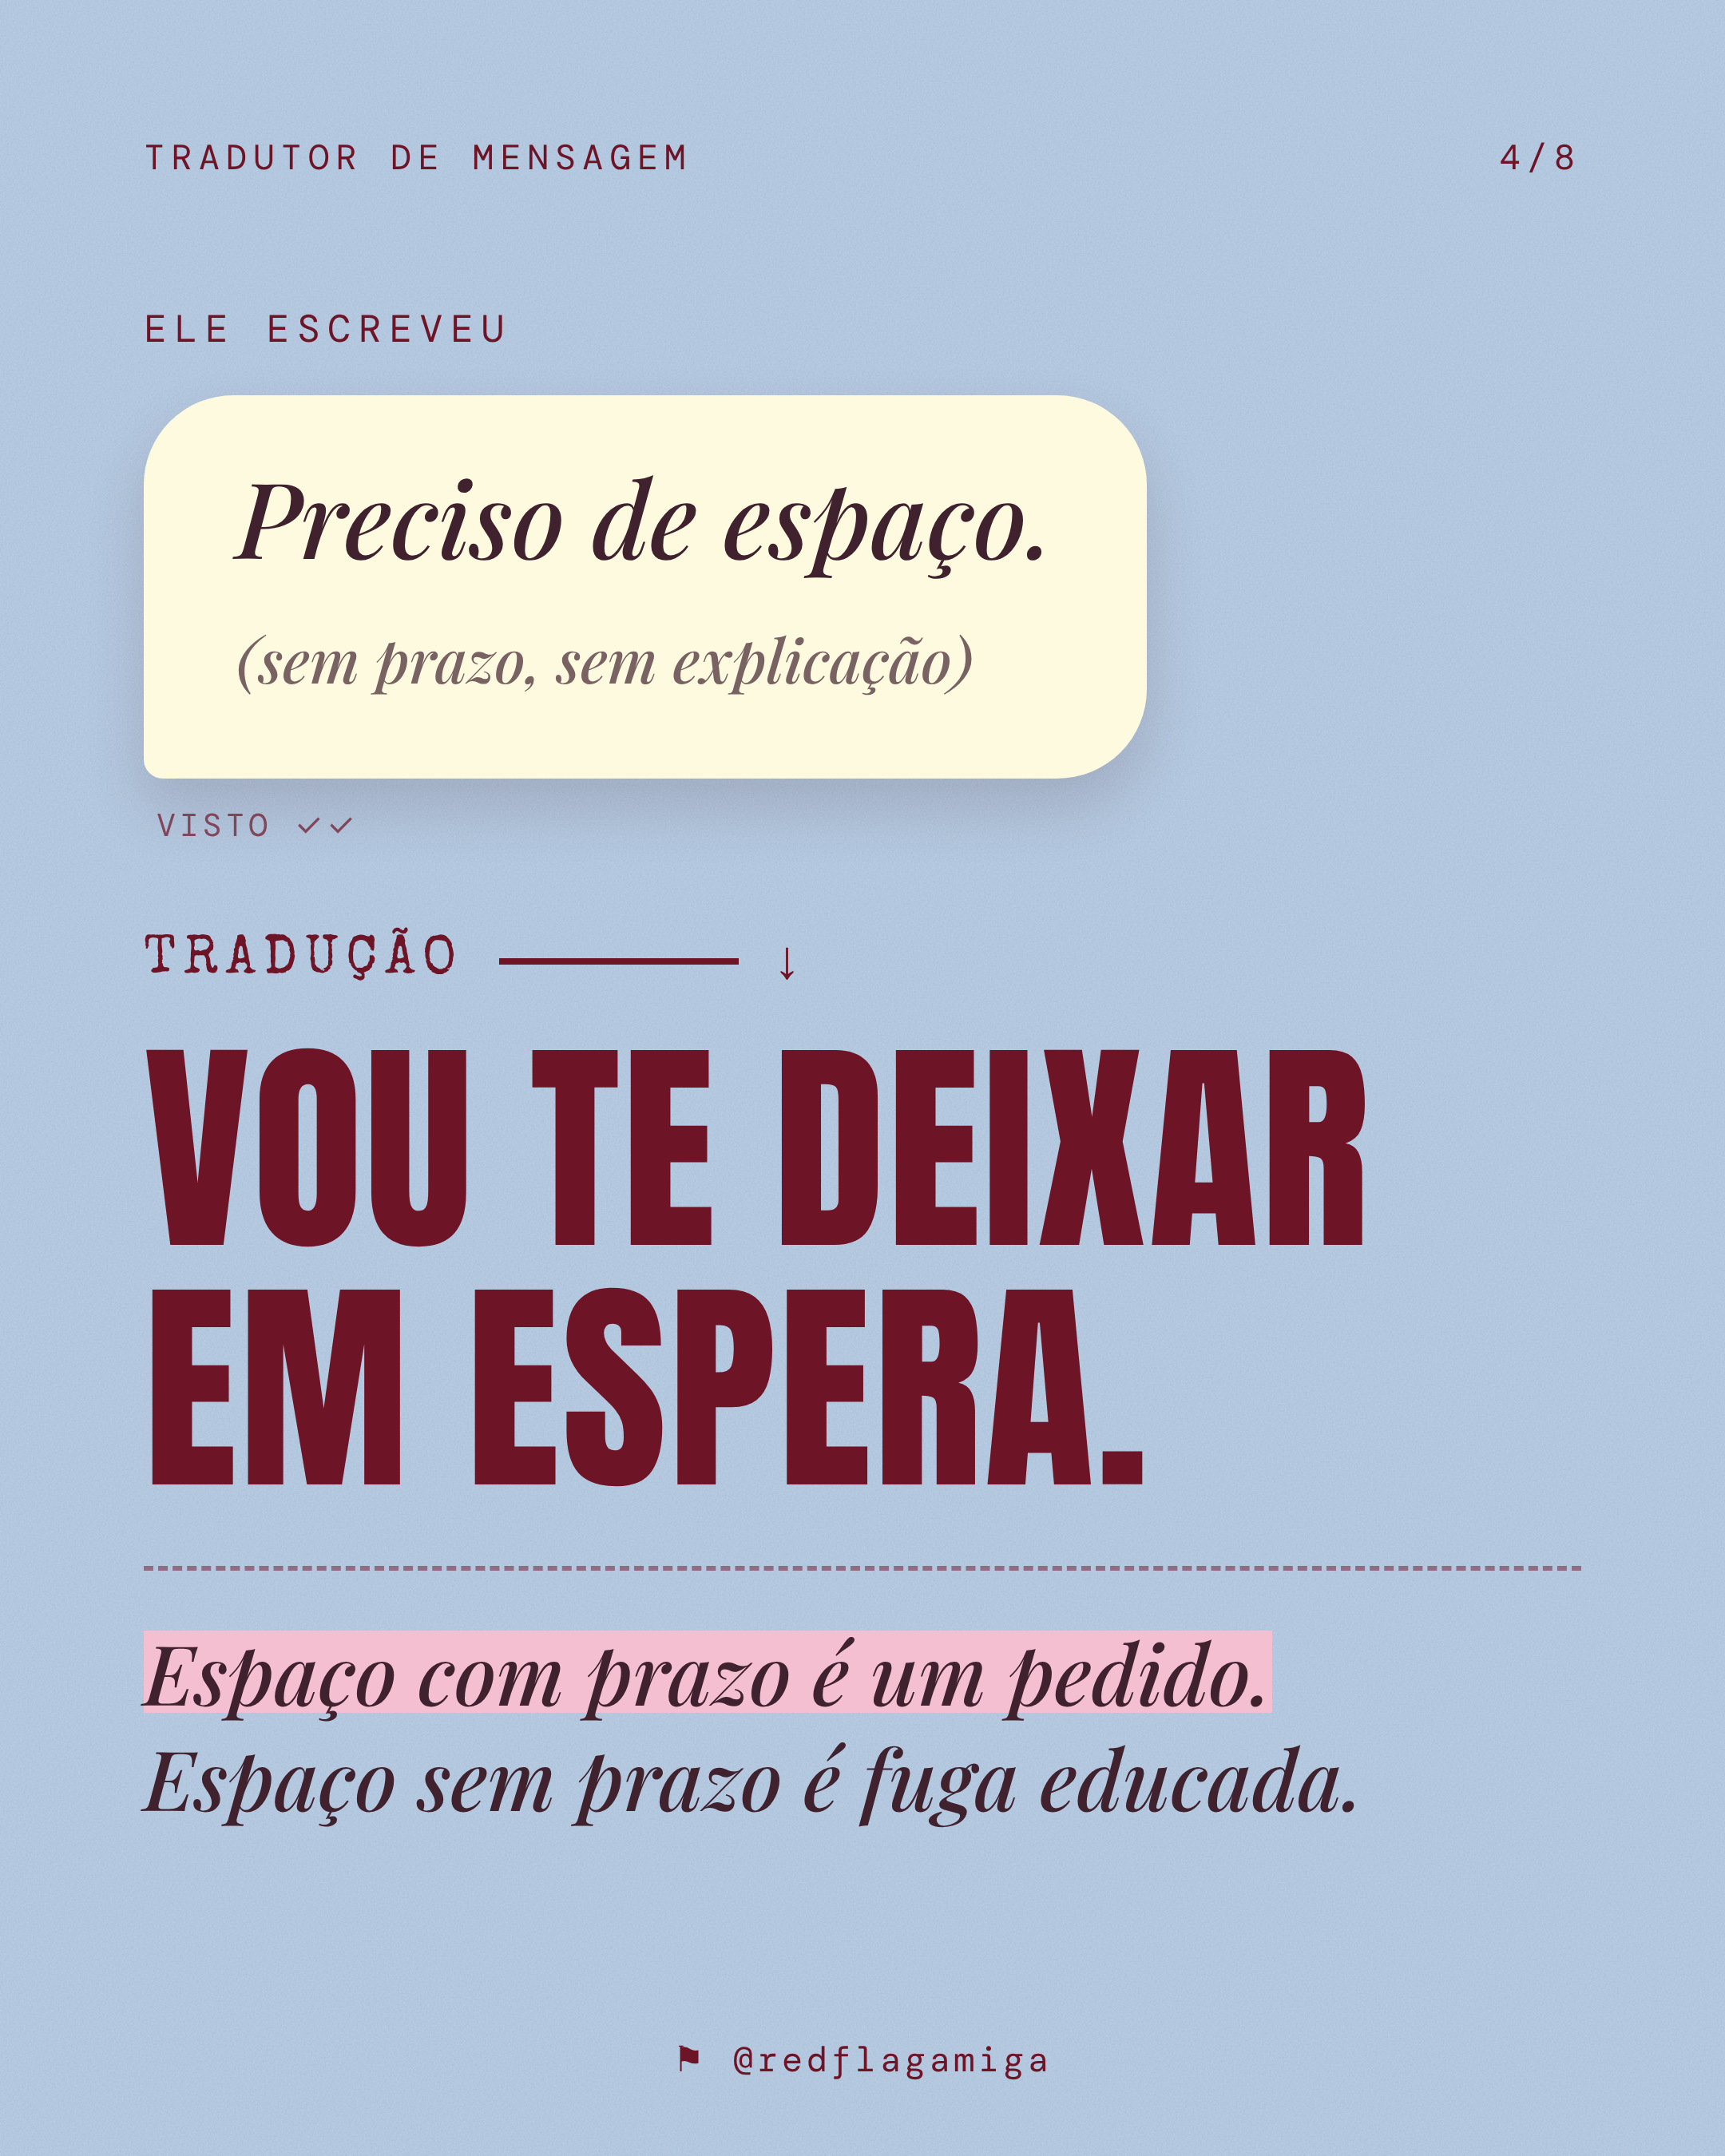 TRADUTOR DE MENSAGEM 4/8
ELE ESCREVEU
Preciso de espaço.
(sem prazo, sem explicação)
VISTO ✓✓
TRADUÇÃO ↓
VOU TE DEIXAR
EM ESPERA.
Espaço com prazo é um pedido.
Espaço sem prazo é fuga educada.
⚑ @redflagamiga